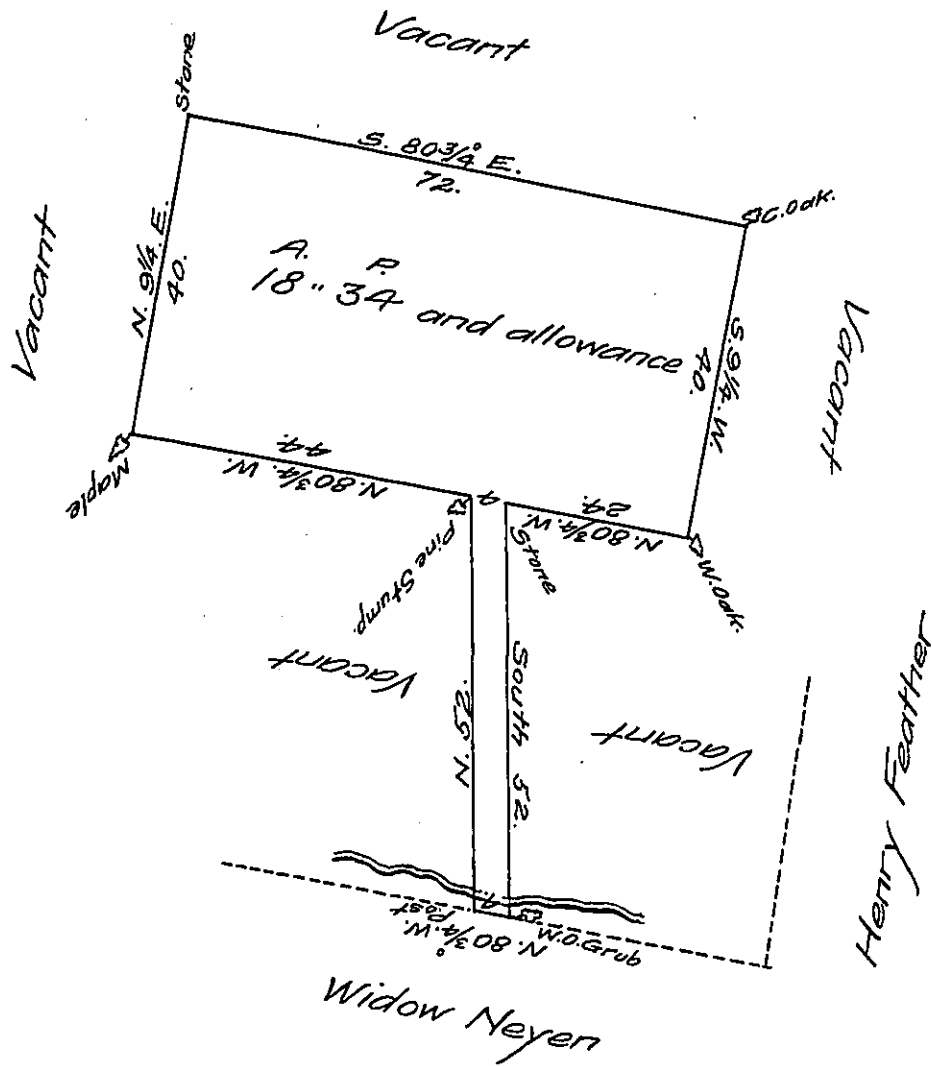 Vacant
Stone
S. 80¾° E.
72.
C. Oak.
Vacant
N. 9¼. E.
40.
A. P.
18 " 34 and allowance
S. 9¼. W.
40.
Vacant
Maple
N. 80¾. W.
44.
Pine Stump.
4
Stone
N. 80¾. W.
24.
W. Oak.
Vacant
N. 52.
South 52.
Vacant
Henry Feather
Post
4.
N. 80¾°. W.
W.O. Grub
Widow Neyen